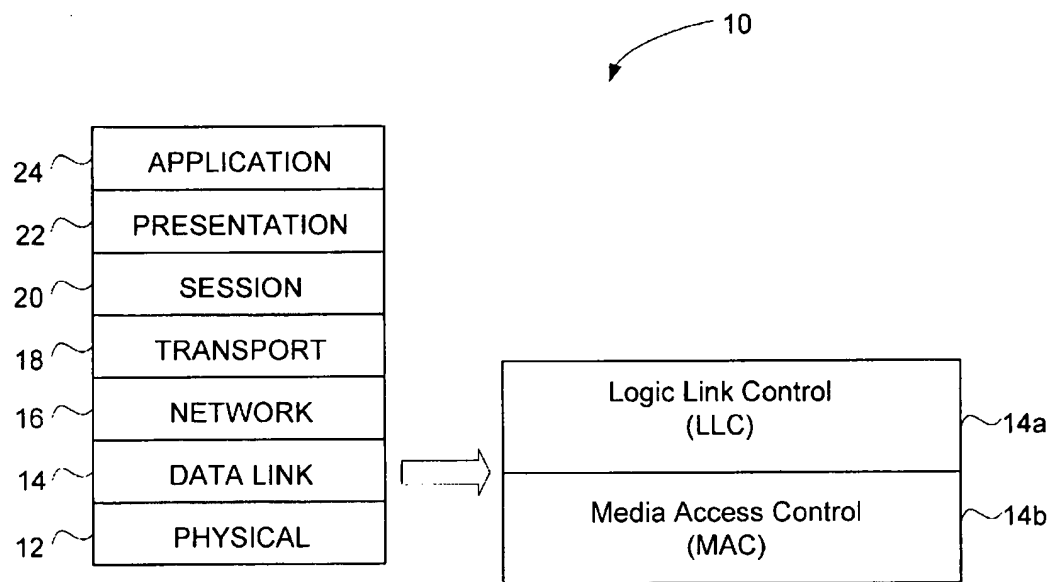 10
24 APPLICATION
22 PRESENTATION
20 SESSION
18 TRANSPORT
16 NETWORK
14 DATA LINK
12 PHYSICAL
Logic Link Control
(LLC)
14a
Media Access Control
(MAC)
14b